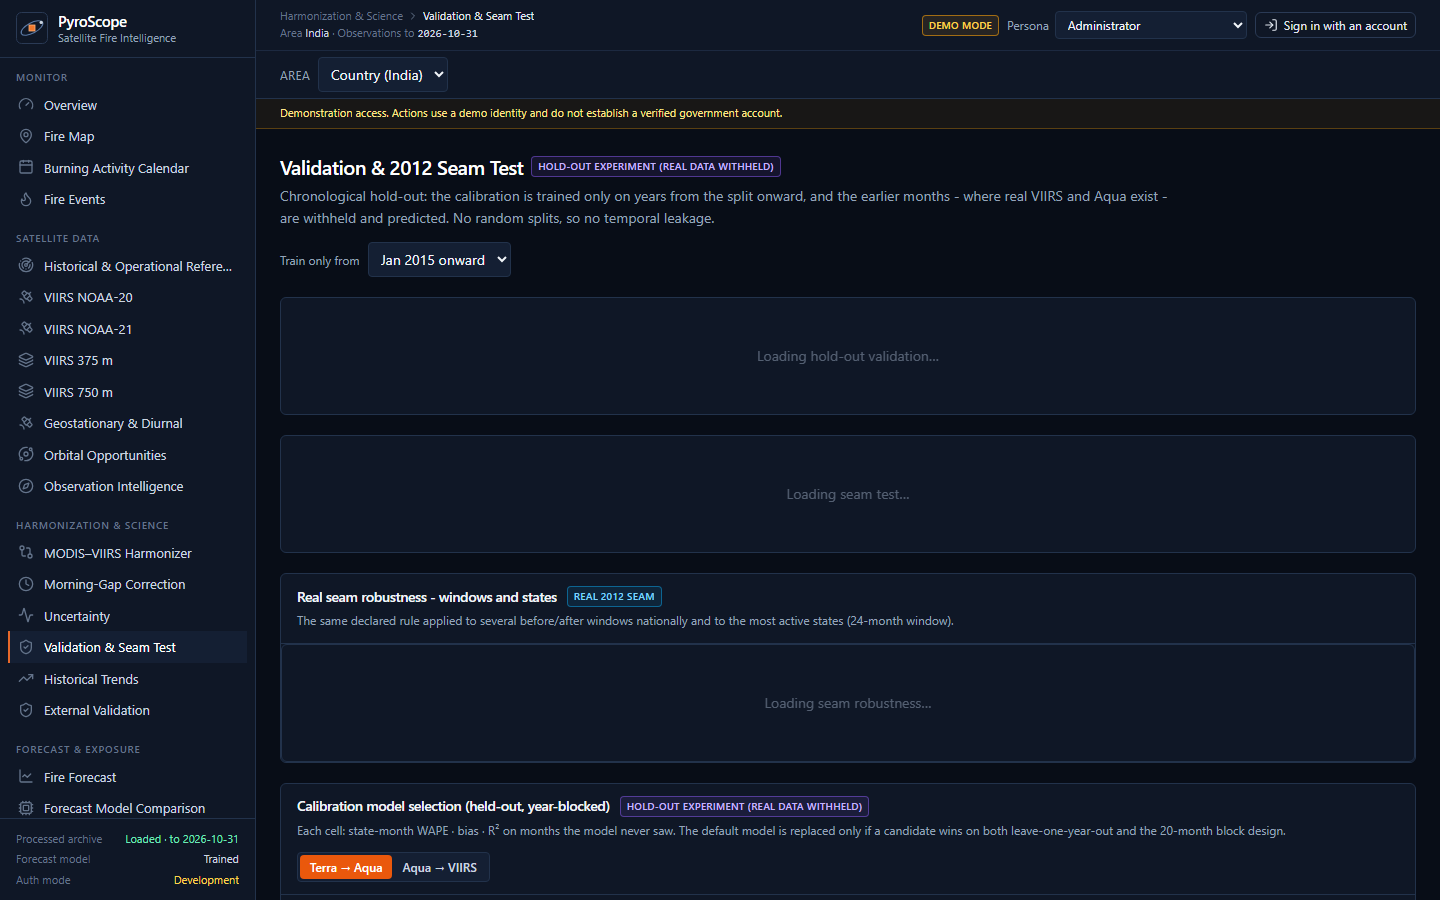 PyroScope
Satellite Fire Intelligence
MONITOR
Overview
Fire Map
Burning Activity Calendar
Fire Events
SATELLITE DATA
Historical & Operational Refere...
VIIRS NOAA-20
VIIRS NOAA-21
VIIRS 375 m
VIIRS 750 m
Geostationary & Diurnal
Orbital Opportunities
Observation Intelligence
HARMONIZATION & SCIENCE
MODIS–VIIRS Harmonizer
Morning-Gap Correction
Uncertainty
Validation & Seam Test
Historical Trends
External Validation
FORECAST & EXPOSURE
Fire Forecast
Forecast Model Comparison
Processed archive Loaded · to 2026-10-31
Forecast model Trained
Auth mode Development
Harmonization & Science > Validation & Seam Test
Area India · Observations to 2026-10-31
DEMO MODE Persona Administrator Sign in with an account
AREA Country (India)
Demonstration access. Actions use a demo identity and do not establish a verified government account.
Validation & 2012 Seam Test HOLD-OUT EXPERIMENT (REAL DATA WITHHELD)
Chronological hold-out: the calibration is trained only on years from the split onward, and the earlier months - where real VIIRS and Aqua exist -
are withheld and predicted. No random splits, so no temporal leakage.
Train only from Jan 2015 onward
Loading hold-out validation...
Loading seam test...
Real seam robustness - windows and states REAL 2012 SEAM
The same declared rule applied to several before/after windows nationally and to the most active states (24-month window).
Loading seam robustness...
Calibration model selection (held-out, year-blocked) HOLD-OUT EXPERIMENT (REAL DATA WITHHELD)
Each cell: state-month WAPE · bias · R² on months the model never saw. The default model is replaced only if a candidate wins on both leave-one-year-out and the 20-month block design.
Terra → Aqua Aqua → VIIRS